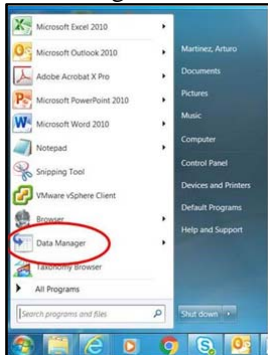 Microsoft Excel 2010
Microsoft Outlook 2010
Adobe Acrobat X Pro
Microsoft PowerPoint 2010
Microsoft Word 2010
Notepad
Snipping Tool
VMware vSphere Client
Browser
Data Manager
Taxonomy Browser
All Programs
Search programs and files
Martinez, Arturo
Documents
Pictures
Music
Computer
Control Panel
Devices and Printers
Default Programs
Help and Support
Shut down